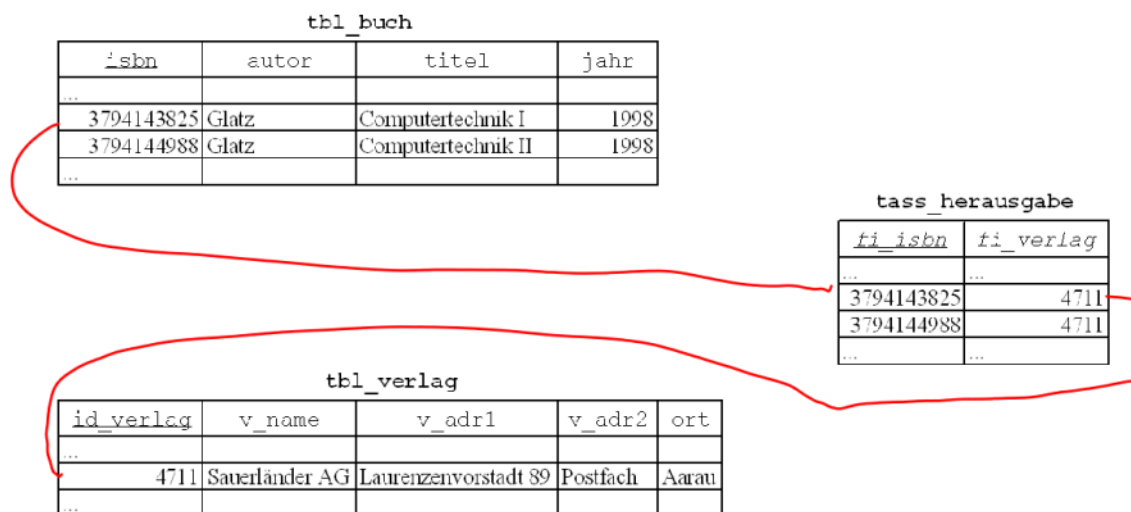 tbl_buch
isbn autor titel jahr
...
3794143825 Glatz Computertechnik I 1998
3794144988 Glatz Computertechnik II 1998
...
tass_herausgabe
fi_isbn fi_verlag
... ...
3794143825 4711
3794144988 4711
... ...
tbl_verlag
id_verlag v_name v_adr1 v_adr2 ort
...
4711 Sauerländer AG Laurenzenvorstadt 89 Postfach Aarau
...